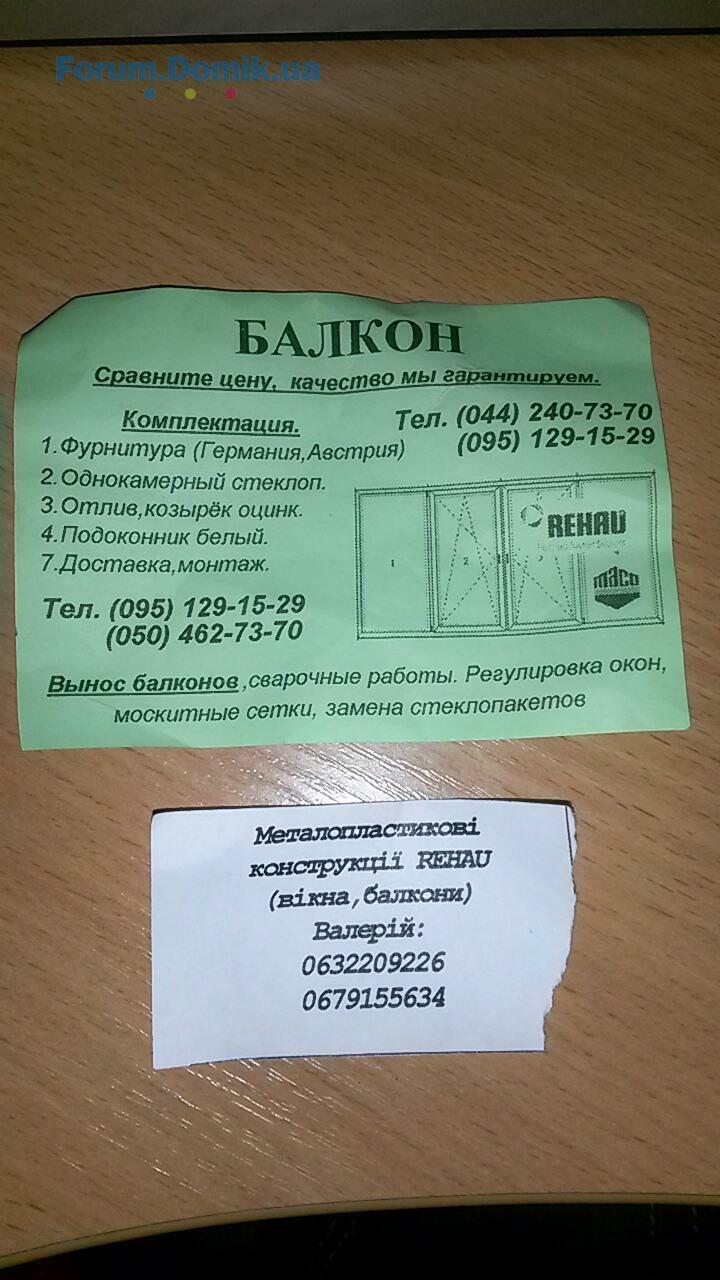 Forum.Domik.ua
БАЛКОН
Сравните цену, качество мы гарантируем.
Комплектация.
1.Фурнитура (Германия,Австрия)
2.Однокамерный стеклоп.
3.Отлив,козырёк оцинк.
4.Подоконник белый.
7.Доставка,монтаж.
Тел. (044) 240-73-70
(095) 129-15-29
REHAU
maco
Тел. (095) 129-15-29
(050) 462-73-70
Вынос балконов,сварочные работы. Регулировка окон,
москитные сетки, замена стеклопакетов
Металопластикові
конструкції REHAU
(вікна,балкони)
Валерій:
0632209226
0679155634